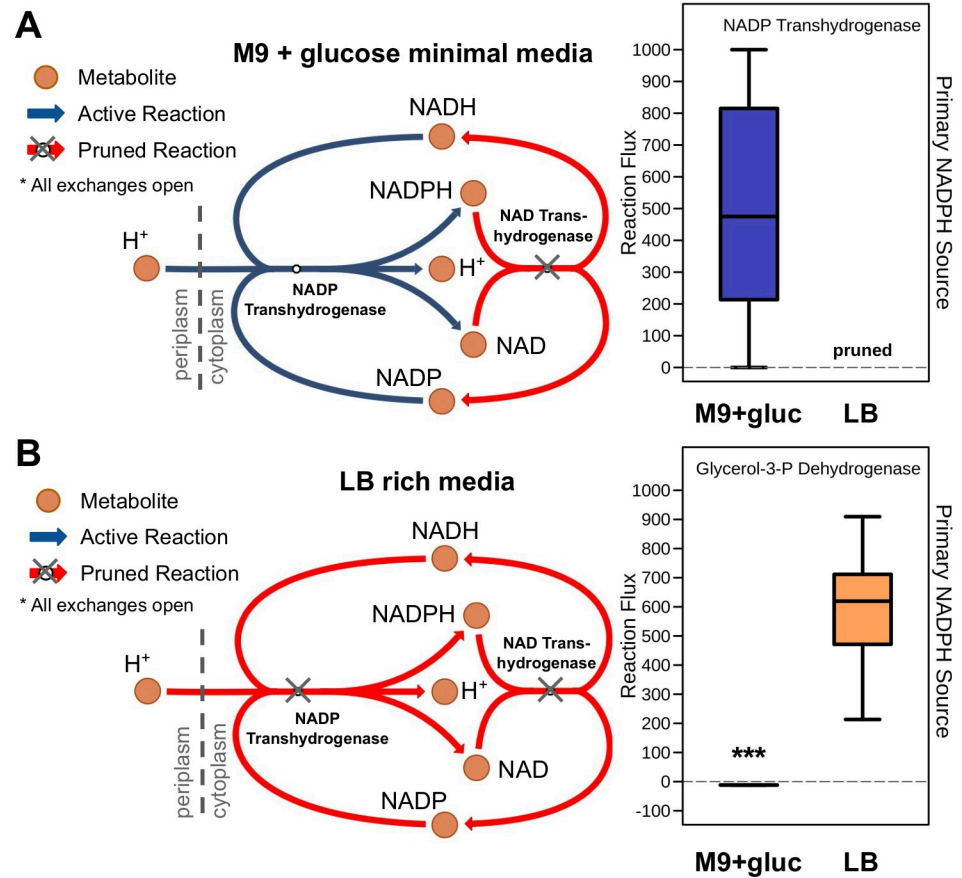 A
M9 + glucose minimal media
Metabolite
Active Reaction
Pruned Reaction
* All exchanges open
H+
periplasm
cytoplasm
NADH
NADPH
NAD Trans-
hydrogenase
H+
NADP
Transhydrogenase
NAD
NADP
NADP Transhydrogenase
Reaction Flux
1000
900
800
700
600
500
400
300
200
100
0
pruned
M9+gluc
LB
Primary NADPH Source
B
LB rich media
Metabolite
Active Reaction
Pruned Reaction
* All exchanges open
H+
periplasm
cytoplasm
NADH
NADPH
NAD Trans-
hydrogenase
H+
NADP
Transhydrogenase
NAD
NADP
Glycerol-3-P Dehydrogenase
Reaction Flux
1000
900
800
700
600
500
400
300
200
100
0
-100
***
M9+gluc
LB
Primary NADPH Source